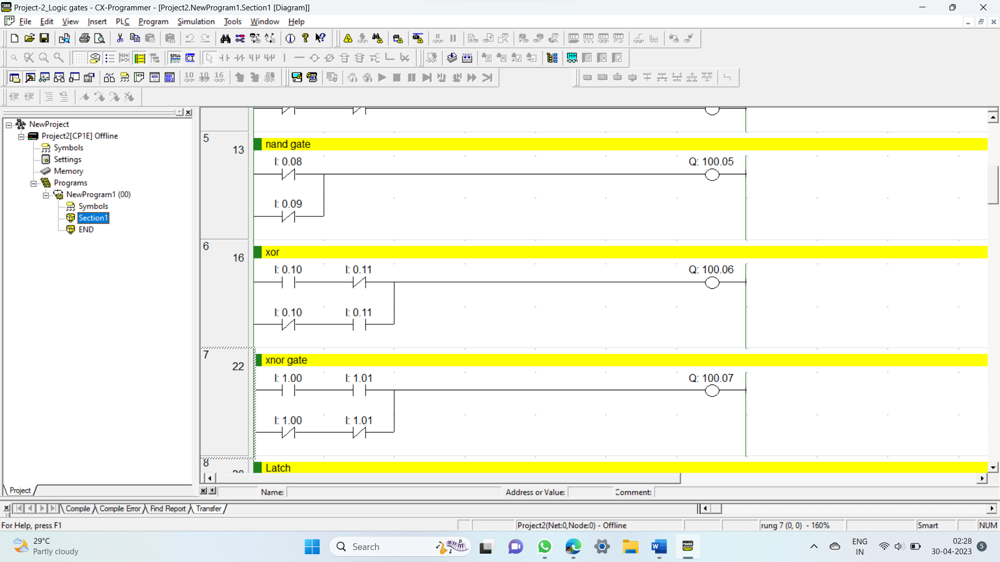 Project-2_Logic gates - CX-Programmer - [Project2.NewProgram1.Section1 [Diagram]]
File Edit View Insert PLC Program Simulation Tools Window Help
SMA
CI
10 10 16
NewProject
Project2[CP1E] Offline
Symbols
Settings
Memory
Programs
NewProgram1 (00)
Symbols
Section1
END
Project
5
13
nand gate
I: 0.08
Q: 100.05
I: 0.09
6
16
xor
I: 0.10 I: 0.11
Q: 100.06
I: 0.10 I: 0.11
7
22
xnor gate
I: 1.00 I: 1.01
Q: 100.07
I: 1.00 I: 1.01
8
Latch
Name: Address or Value: Comment:
Compile Compile Error Find Report Transfer
For Help, press F1
Project2(Net:0,Node:0) - Offline
rung 7 (0, 0) - 160%
Smart
NUM
29°C
Partly cloudy
Search
ENG
IN
02:28
30-04-2023
5